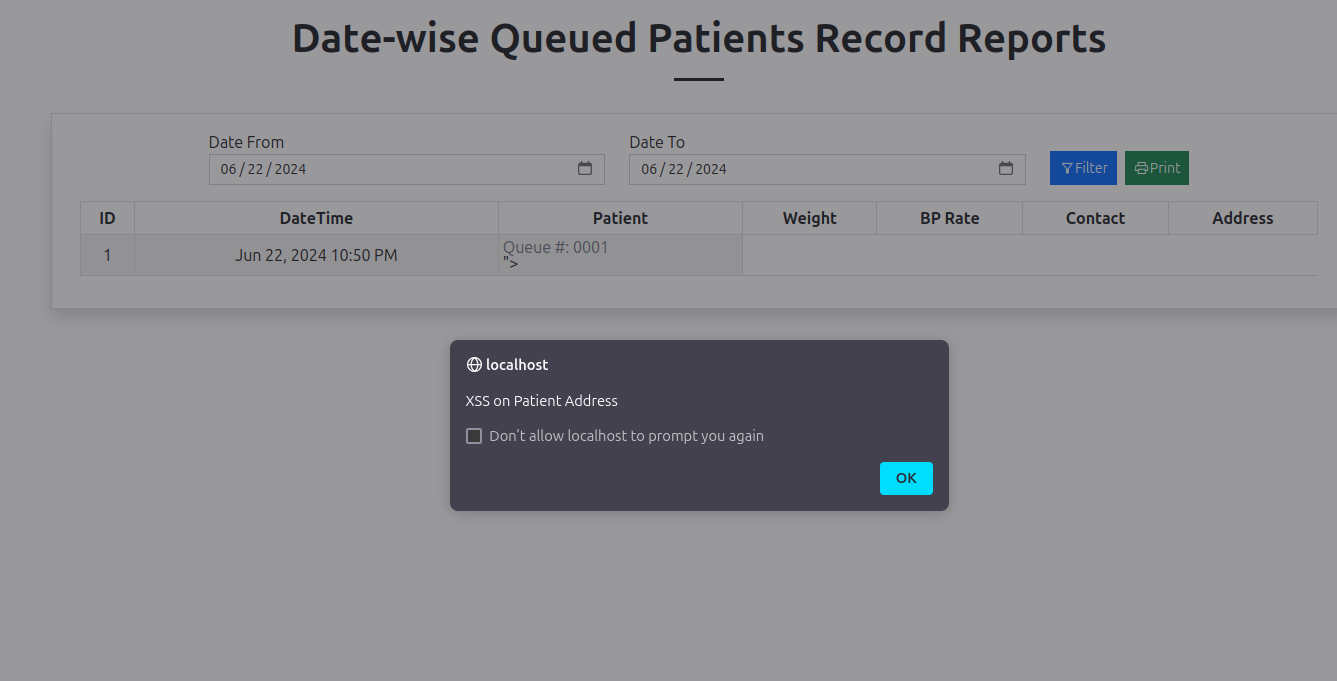 Date-wise Queued Patients Record Reports
Date From
Date To
06 / 22 / 2024
06 / 22 / 2024
Filter
Print
ID DateTime Patient Weight BP Rate Contact Address
1 Jun 22, 2024 10:50 PM Queue #: 0001
">
localhost
XSS on Patient Address
Don’t allow localhost to prompt you again
OK